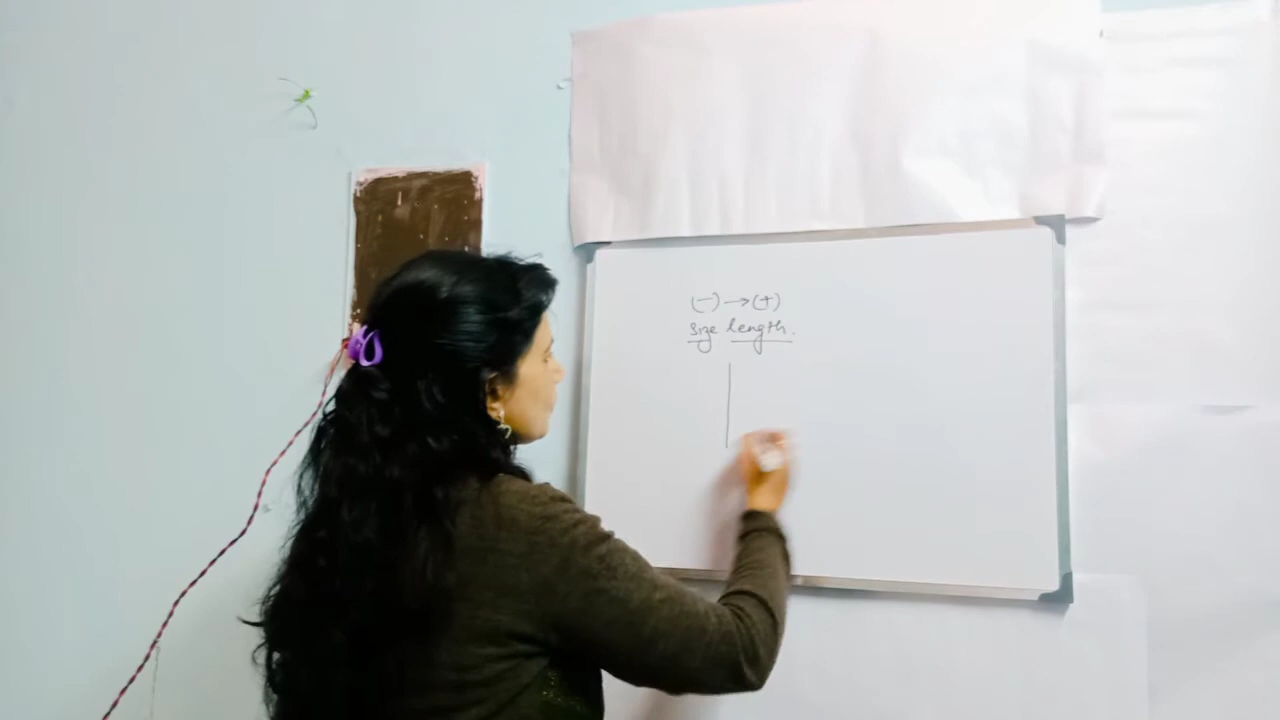 (-) → (+)
Size length.